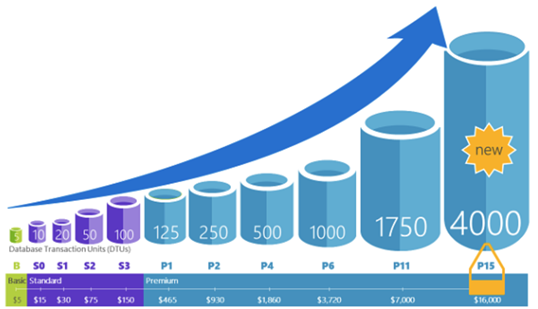 new
5 10 20 50 100 125 250 500 1000 1750 4000
Database Transaction Units (DTUs)
B S0 S1 S2 S3 P1 P2 P4 P6 P11 P15
Basic Standard Premium
$5 $15 $30 $75 $150 $465 $930 $1,860 $3,720 $7,000 $16,000